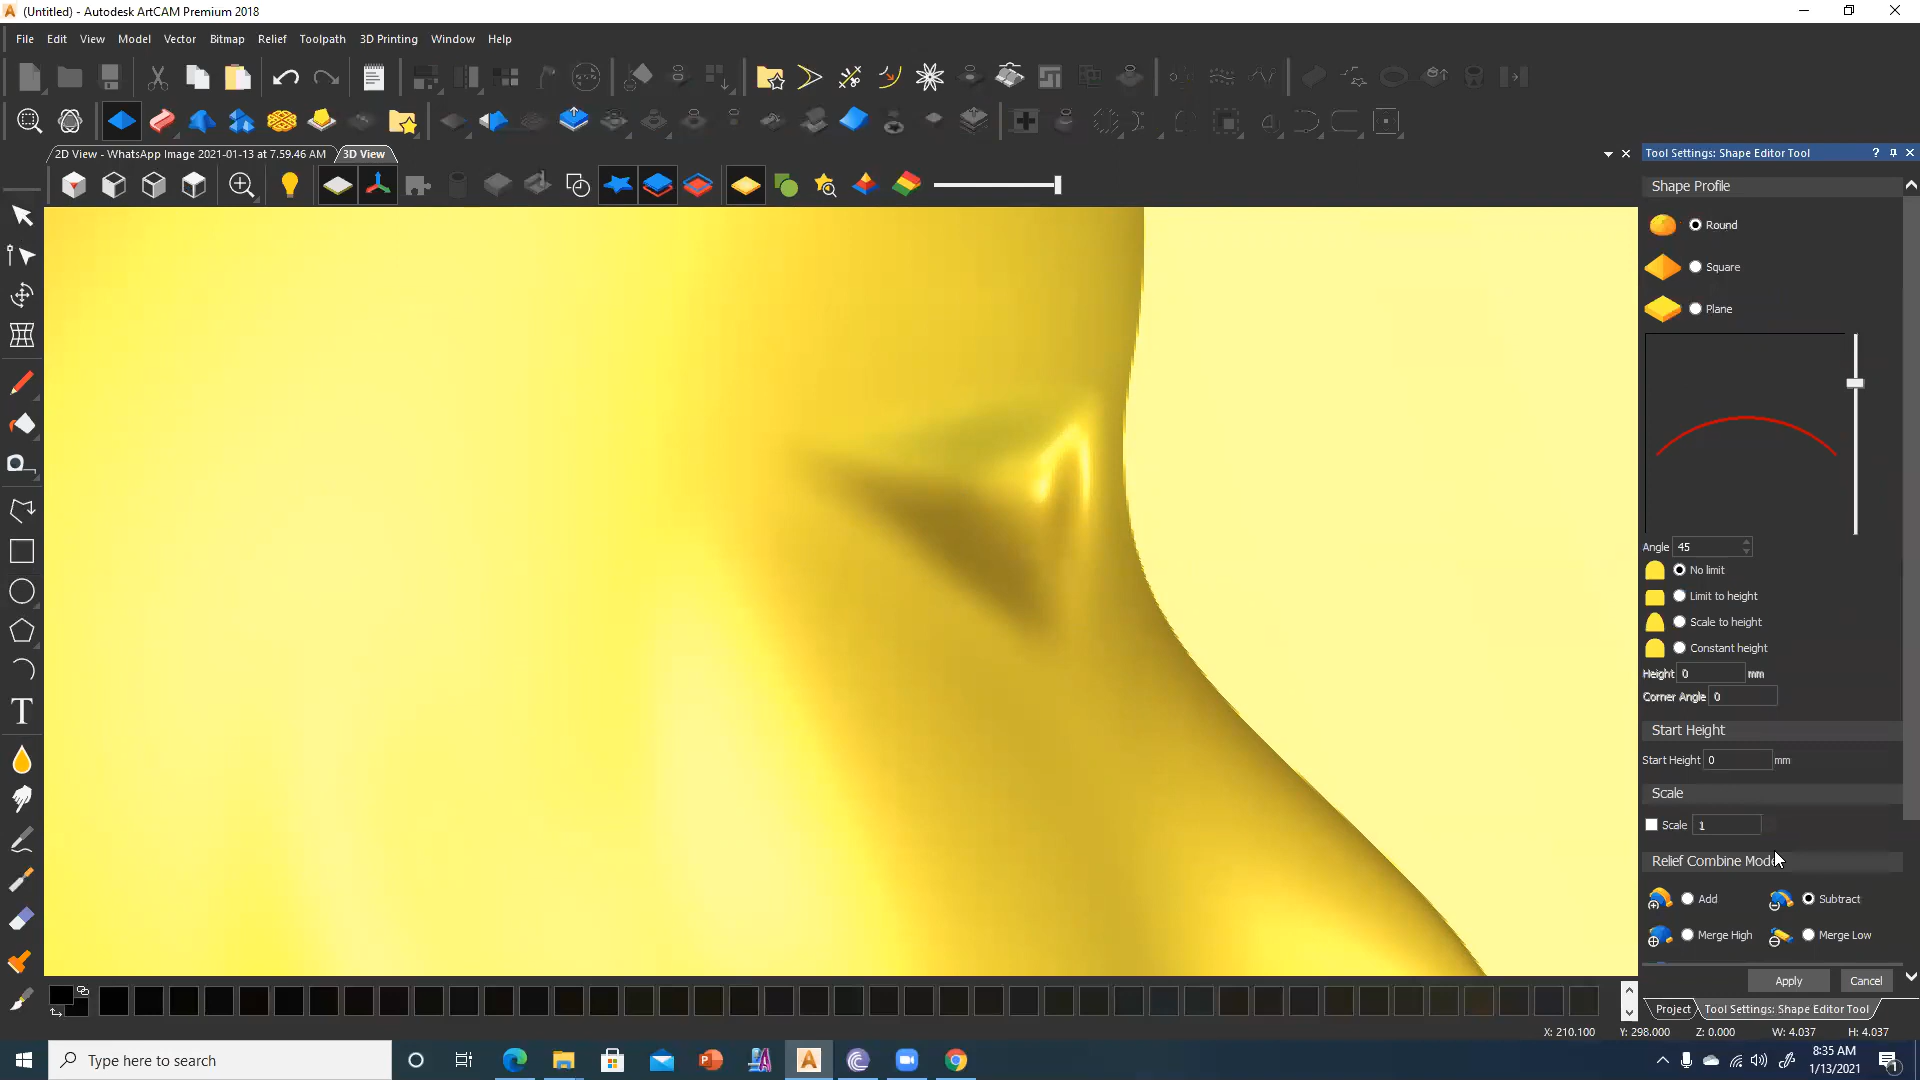 (Untitled) - Autodesk ArtCAM Premium 2018
File Edit View Model Vector Bitmap Relief Toolpath 3D Printing Window Help
2D View - WhatsApp Image 2021-01-13 at 7.59.46 AM 3D View
Tool Settings: Shape Editor Tool
Shape Profile
Round
Square
Plane
Angle 45
No limit
Limit to height
Scale to height
Constant height
Height 0 mm
Corner Angle 0
Start Height
Start Height 0 mm
Scale
Scale 1
Relief Combine Mode
Add Subtract
Merge High Merge Low
Apply Cancel
Project Tool Settings: Shape Editor Tool
X: 210.100 Y: 298.000 Z: 0.000 W: 4.037 H: 4.037
Type here to search
8:35 AM
1/13/2021